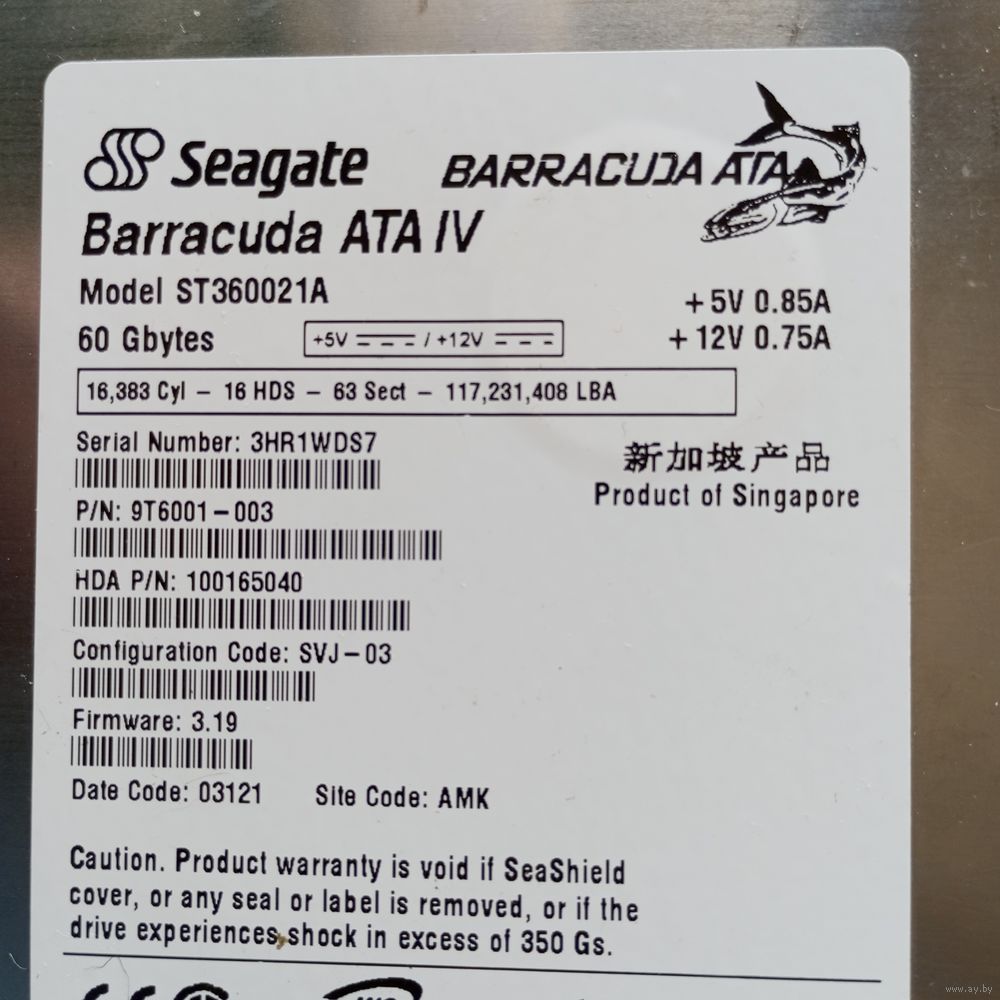 Seagate BARRACUDA ATA
Barracuda ATA IV
Model ST360021A
+5V 0.85A
60 Gbytes +5V / +12V +12V 0.75A
16,383 Cyl – 16 HDS – 63 Sect – 117,231,408 LBA
Serial Number: 3HR1WDS7
新加坡产品
Product of Singapore
P/N: 9T6001–003
HDA P/N: 100165040
Configuration Code: SVJ–03
Firmware: 3.19
Date Code: 03121 Site Code: AMK
Caution. Product warranty is void if SeaShield
cover, or any seal or label is removed, or if the
drive experiences shock in excess of 350 Gs.
www.ay.by